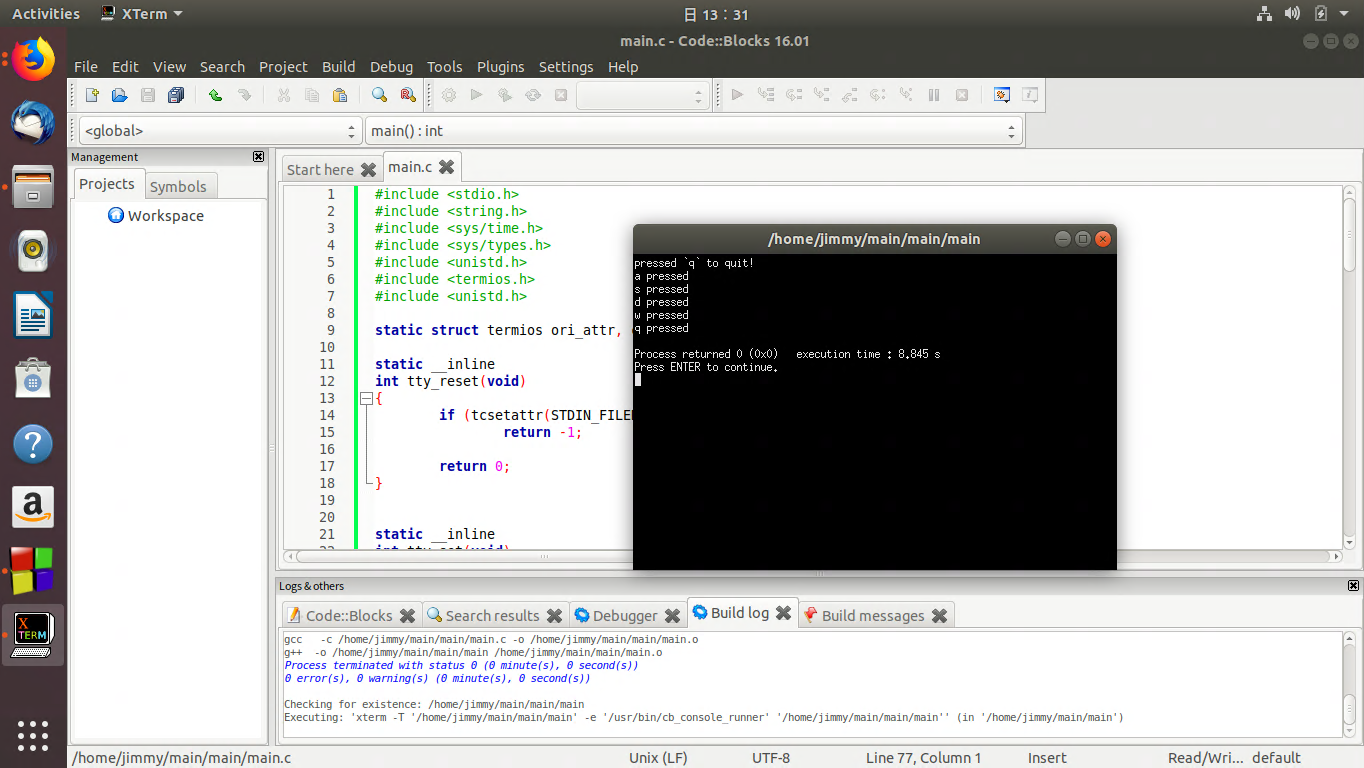 Activities XTerm 日 13：31
main.c - Code::Blocks 16.01
File Edit View Search Project Build Debug Tools Plugins Settings Help
<global> main() : int
Management
Projects Symbols
Workspace
Start here main.c
1 #include <stdio.h>
2 #include <string.h>
3 #include <sys/time.h>
4 #include <sys/types.h>
5 #include <unistd.h>
6 #include <termios.h>
7 #include <unistd.h>
8
9 static struct termios ori_attr,
10
11 static __inline
12 int tty_reset(void)
13 {
14 if (tcsetattr(STDIN_FILE
15 return -1;
16
17 return 0;
18 }
19
20
21 static __inline
22 int tty_set(void)
/home/jimmy/main/main/main
pressed `q` to quit!
a pressed
s pressed
d pressed
w pressed
q pressed
Process returned 0 (0x0) execution time : 8.845 s
Press ENTER to continue.
Logs & others
Code::Blocks Search results Debugger Build log Build messages
gcc -c /home/jimmy/main/main/main.c -o /home/jimmy/main/main/main.o
g++ -o /home/jimmy/main/main/main /home/jimmy/main/main/main.o
Process terminated with status 0 (0 minute(s), 0 second(s))
0 error(s), 0 warning(s) (0 minute(s), 0 second(s))
Checking for existence: /home/jimmy/main/main/main
Executing: 'xterm -T '/home/jimmy/main/main/main' -e '/usr/bin/cb_console_runner' '/home/jimmy/main/main/main'' (in '/home/jimmy/main/main')
/home/jimmy/main/main/main.c Unix (LF) UTF-8 Line 77, Column 1 Insert Read/Wri... default
X
TERM
a
?